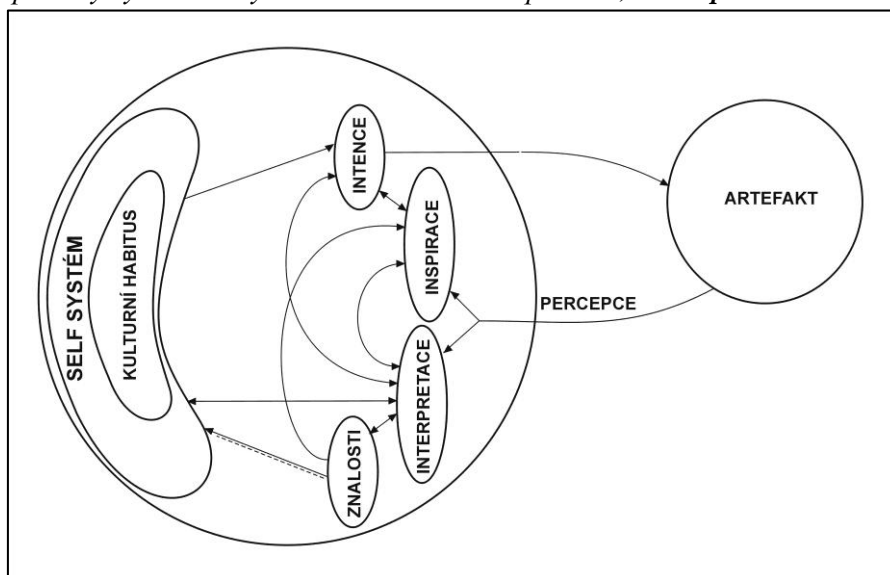 SELF SYSTÉM
KULTURNÍ HABITUS
INTENCE
INSPIRACE
INTERPRETACE
ZNALOSTI
PERCEPCE
ARTEFAKT